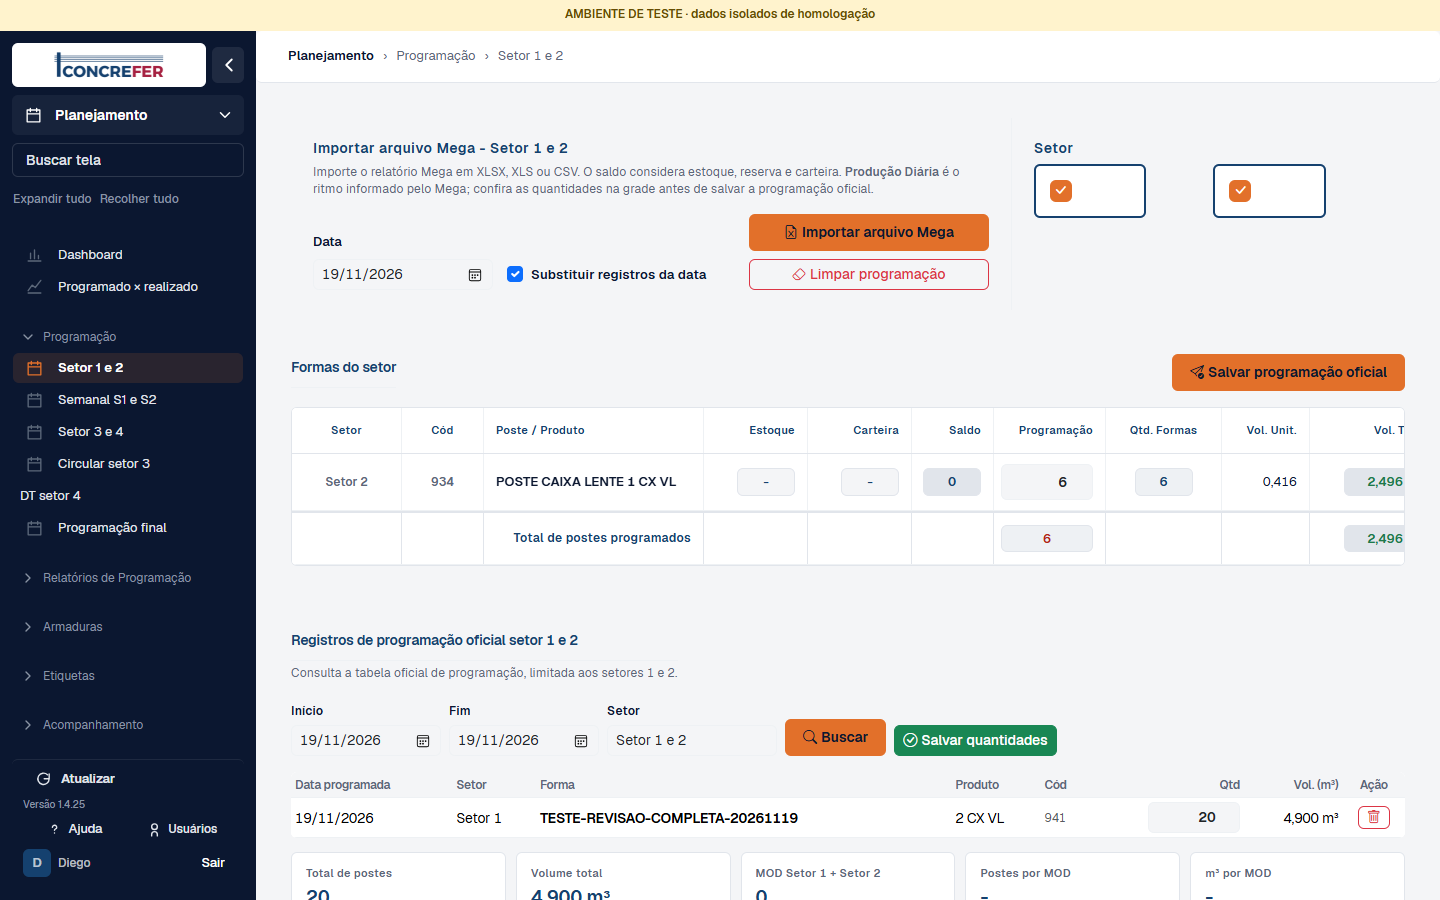 AMBIENTE DE TESTE · dados isolados de homologação
CONCREFER
Planejamento
Buscar tela
Expandir tudo Recolher tudo
Dashboard
Programado × realizado
Programação
Setor 1 e 2
Semanal S1 e S2
Setor 3 e 4
Circular setor 3
DT setor 4
Programação final
Relatórios de Programação
Armaduras
Etiquetas
Acompanhamento
Atualizar
Versão 1.4.25
? Ajuda Usuários
D Diego Sair
Planejamento › Programação › Setor 1 e 2
Importar arquivo Mega - Setor 1 e 2
Importe o relatório Mega em XLSX, XLS ou CSV. O saldo considera estoque, reserva e carteira. Produção Diária é o
ritmo informado pelo Mega; confira as quantidades na grade antes de salvar a programação oficial.
Data
19/11/2026
Substituir registros da data
Importar arquivo Mega
Limpar programação
Setor
Formas do setor
Salvar programação oficial
Setor Cód Poste / Produto Estoque Carteira Saldo Programação Qtd. Formas Vol. Unit. Vol. T
Setor 2 934 POSTE CAIXA LENTE 1 CX VL - - 0 6 6 0,416 2,496
Total de postes programados 6 2,496
Registros de programação oficial setor 1 e 2
Consulta a tabela oficial de programação, limitada aos setores 1 e 2.
Início Fim Setor
19/11/2026 19/11/2026 Setor 1 e 2 Buscar Salvar quantidades
Data programada Setor Forma Produto Cód Qtd Vol. (m³) Ação
19/11/2026 Setor 1 TESTE-REVISAO-COMPLETA-20261119 2 CX VL 941 20 4,900 m³
Total de postes Volume total MOD Setor 1 + Setor 2 Postes por MOD m³ por MOD
20 4.900 m³ 0 - -